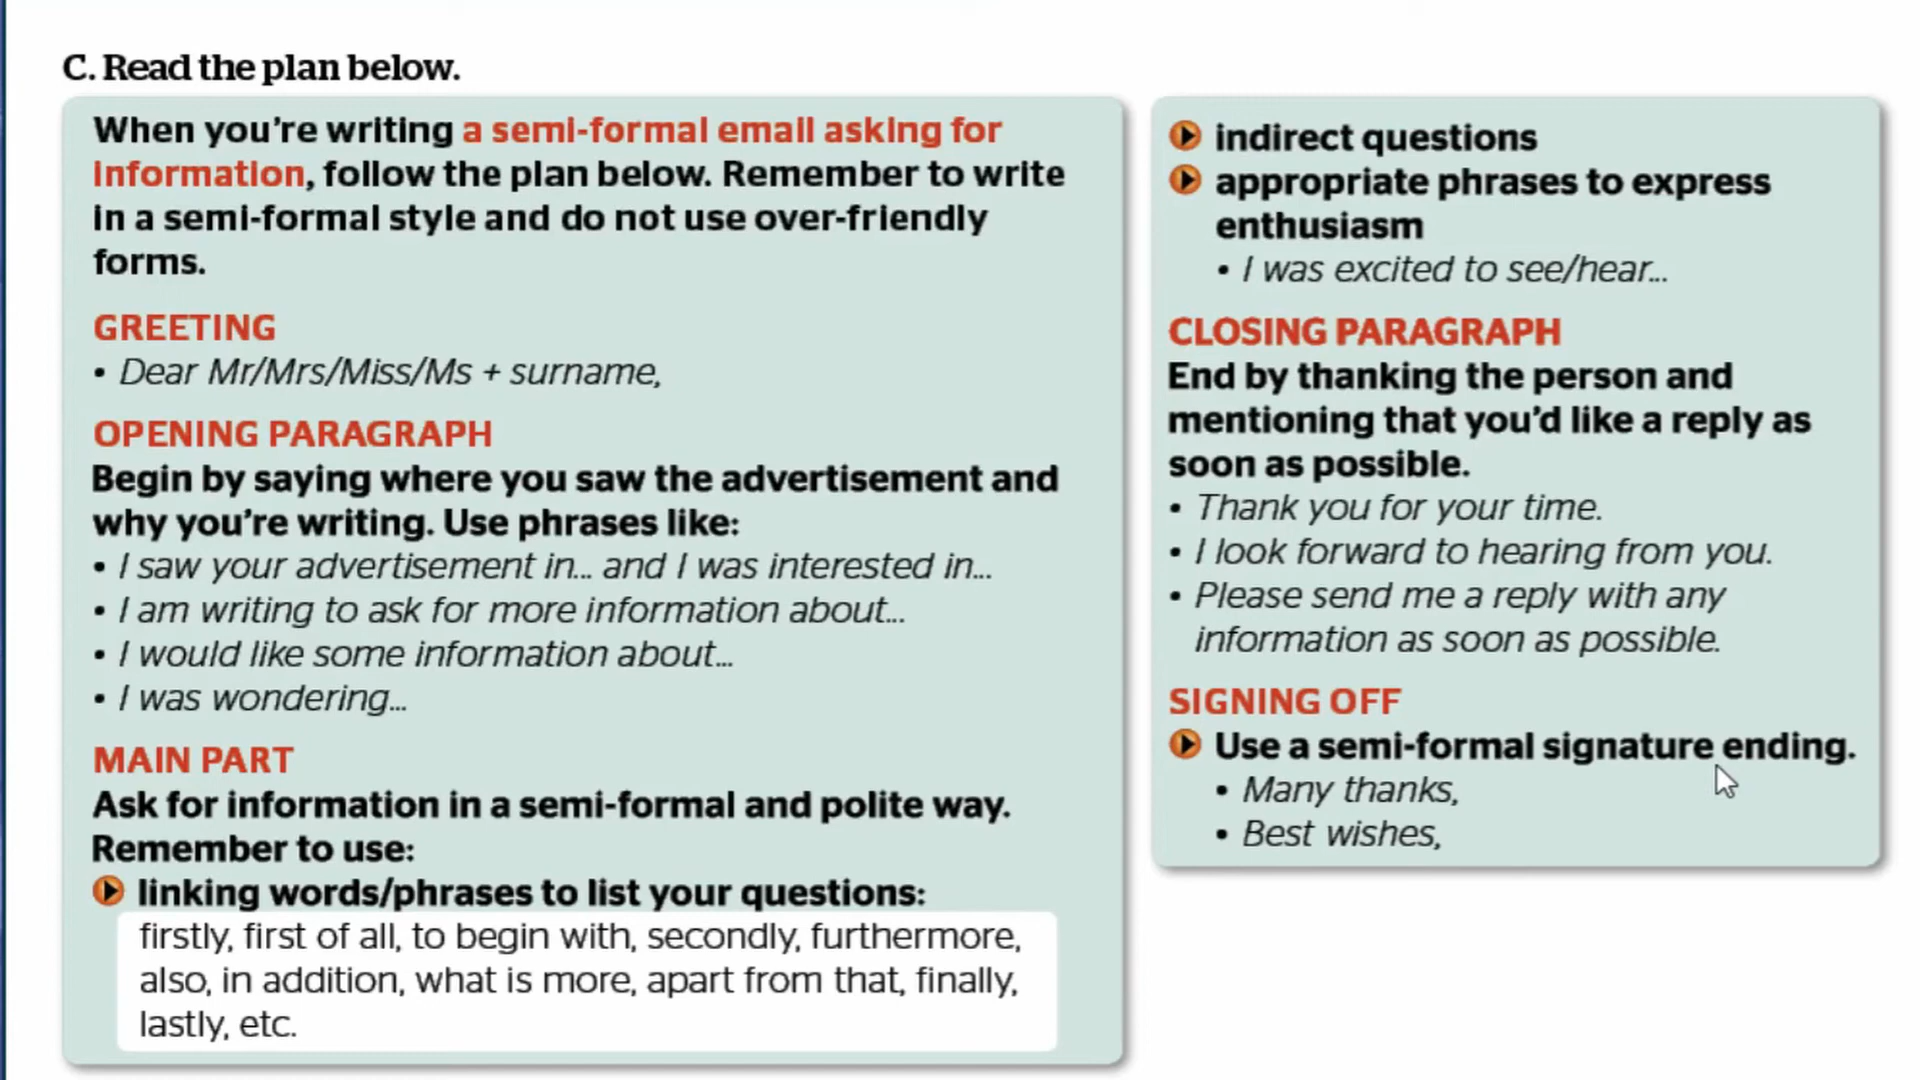 C. Read the plan below.
When you're writing a semi-formal email asking for
information, follow the plan below. Remember to write
in a semi-formal style and do not use over-friendly
forms.
GREETING
• Dear Mr/Mrs/Miss/Ms + surname,
OPENING PARAGRAPH
Begin by saying where you saw the advertisement and
why you're writing. Use phrases like:
• I saw your advertisement in... and I was interested in...
• I am writing to ask for more information about...
• I would like some information about...
• I was wondering...
MAIN PART
Ask for information in a semi-formal and polite way.
Remember to use:
linking words/phrases to list your questions:
firstly, first of all, to begin with, secondly, furthermore,
also, in addition, what is more, apart from that, finally,
lastly, etc.
indirect questions
appropriate phrases to express
enthusiasm
• I was excited to see/hear...
CLOSING PARAGRAPH
End by thanking the person and
mentioning that you'd like a reply as
soon as possible.
• Thank you for your time.
• I look forward to hearing from you.
• Please send me a reply with any
information as soon as possible.
SIGNING OFF
Use a semi-formal signature ending.
• Many thanks,
• Best wishes,